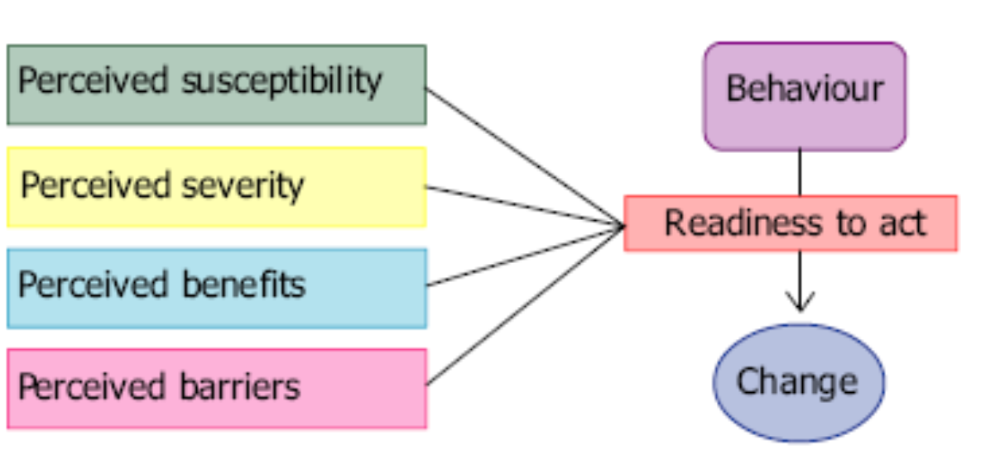 Perceived susceptibility
Perceived severity
Perceived benefits
Perceived barriers
Behaviour
Readiness to act
Change